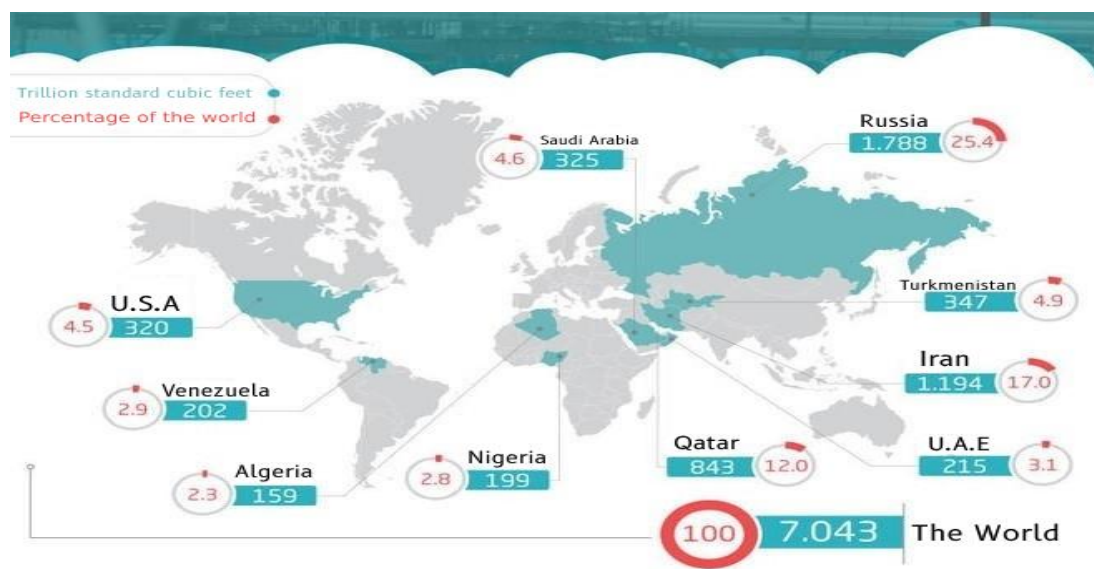 Trillion standard cubic feet
Percentage of the world
Saudi Arabia
4.6
325
Russia
1.788
25.4
U.S.A
4.5
320
Turkmenistan
347
4.9
Venezuela
2.9
202
Iran
1.194
17.0
Algeria
2.3
159
Nigeria
2.8
199
Qatar
843
12.0
U.A.E
215
3.1
100
7.043
The World